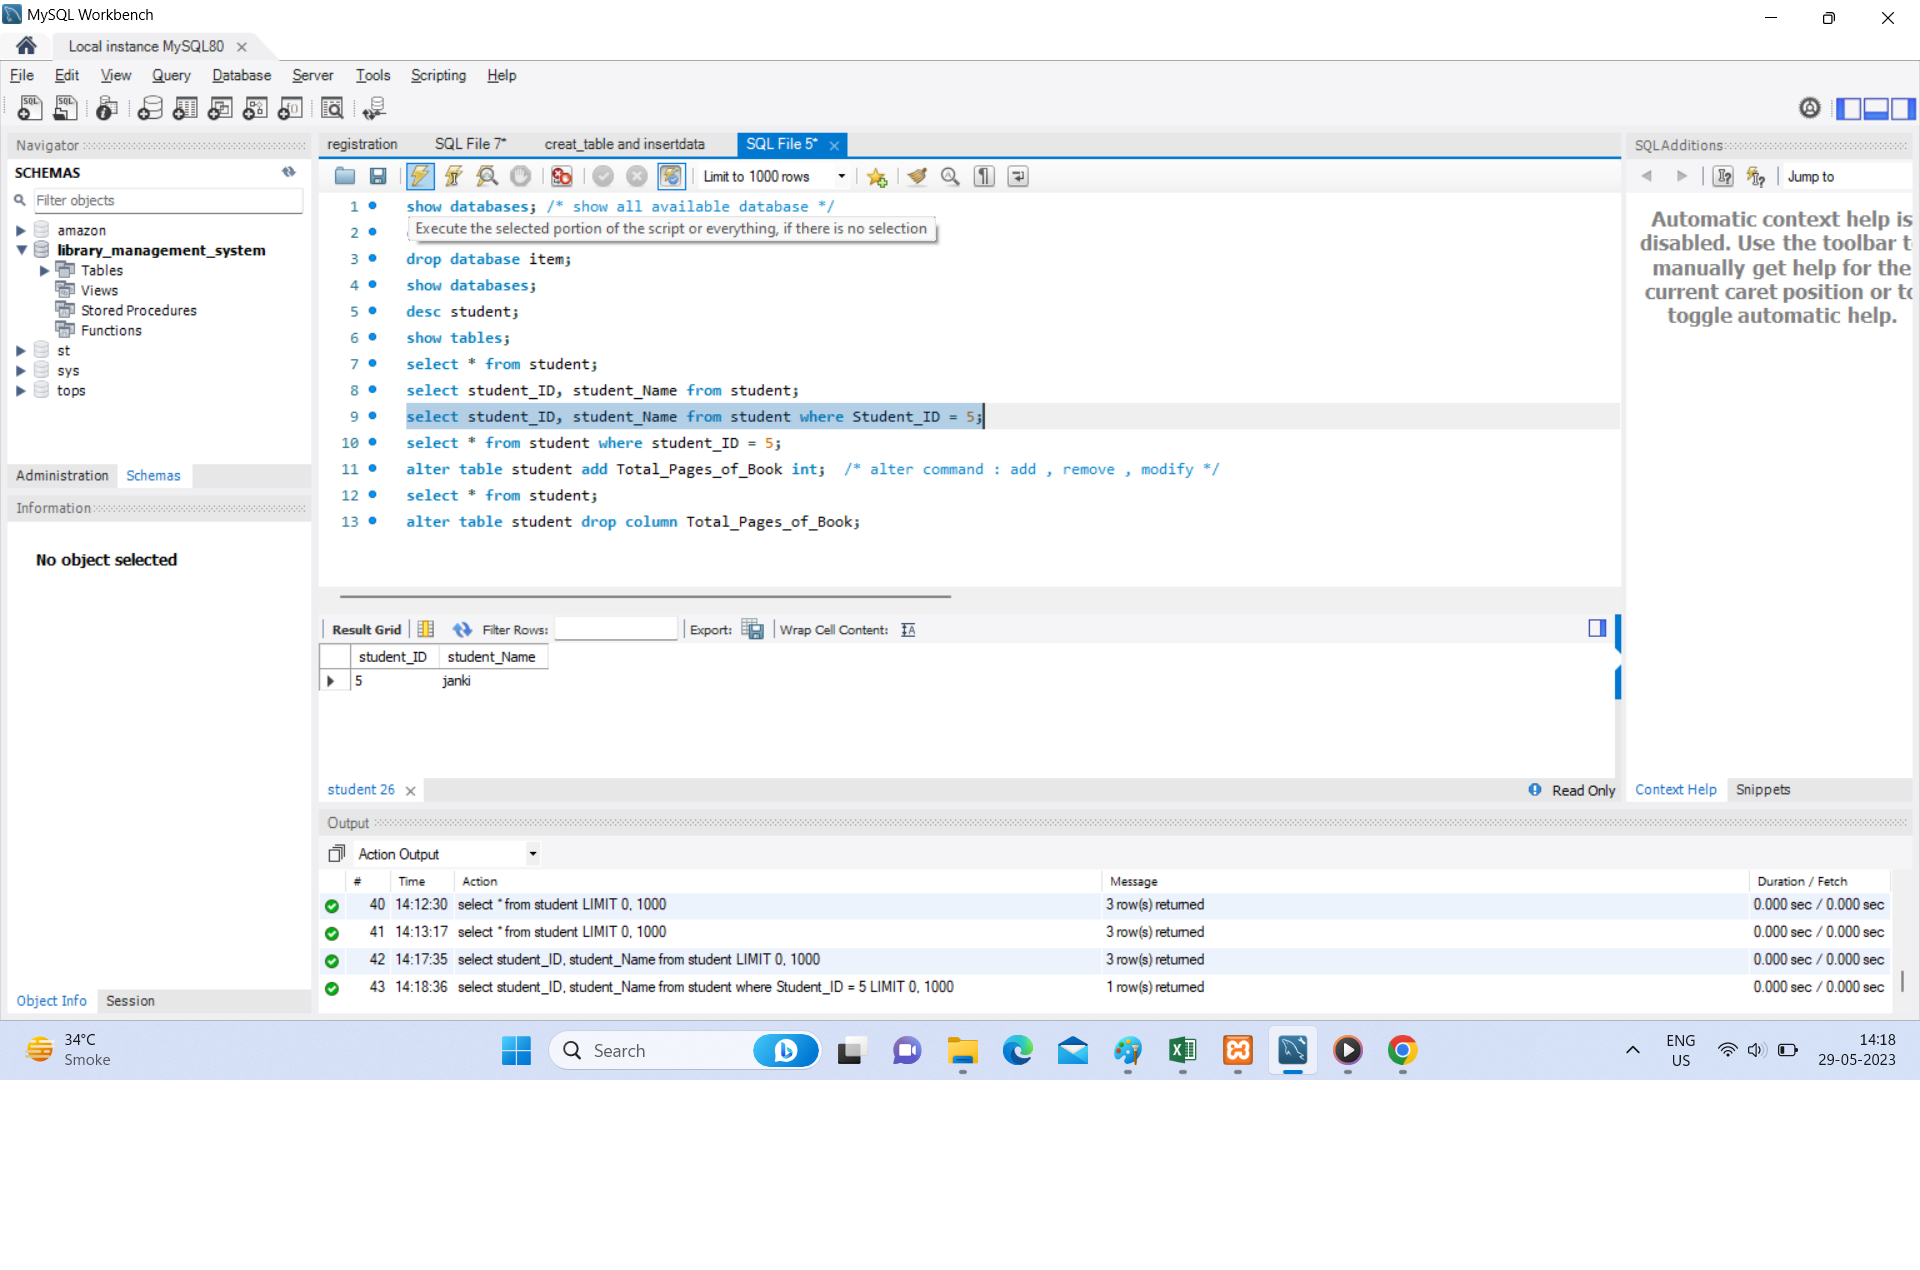 MySQL Workbench
Local instance MySQL80
File Edit View Query Database Server Tools Scripting Help
Navigator
SCHEMAS
Filter objects
amazon
library_management_system
Tables
Views
Stored Procedures
Functions
st
sys
tops
Administration Schemas
Information
No object selected
Object Info Session
registration SQL File 7* creat_table and insertdata SQL File 5*
Limit to 1000 rows
1 show databases; /* show all available database */
2
Execute the selected portion of the script or everything, if there is no selection
3 drop database item;
4 show databases;
5 desc student;
6 show tables;
7 select * from student;
8 select student_ID, student_Name from student;
9 select student_ID, student_Name from student where Student_ID = 5;
10 select * from student where student_ID = 5;
11 alter table student add Total_Pages_of_Book int; /* alter command : add , remove , modify */
12 select * from student;
13 alter table student drop column Total_Pages_of_Book;
Result Grid Filter Rows: Export: Wrap Cell Content:
student_ID student_Name
5 janki
student 26 Read Only
SQLAdditions
Jump to
Automatic context help is
disabled. Use the toolbar t
manually get help for the
current caret position or to
toggle automatic help.
Context Help Snippets
Output
Action Output
# Time Action Message Duration / Fetch
40 14:12:30 select * from student LIMIT 0, 1000 3 row(s) returned 0.000 sec / 0.000 sec
41 14:13:17 select * from student LIMIT 0, 1000 3 row(s) returned 0.000 sec / 0.000 sec
42 14:17:35 select student_ID, student_Name from student LIMIT 0, 1000 3 row(s) returned 0.000 sec / 0.000 sec
43 14:18:36 select student_ID, student_Name from student where Student_ID = 5 LIMIT 0, 1000 1 row(s) returned 0.000 sec / 0.000 sec
34°C
Smoke
Search
ENG
US
14:18
29-05-2023